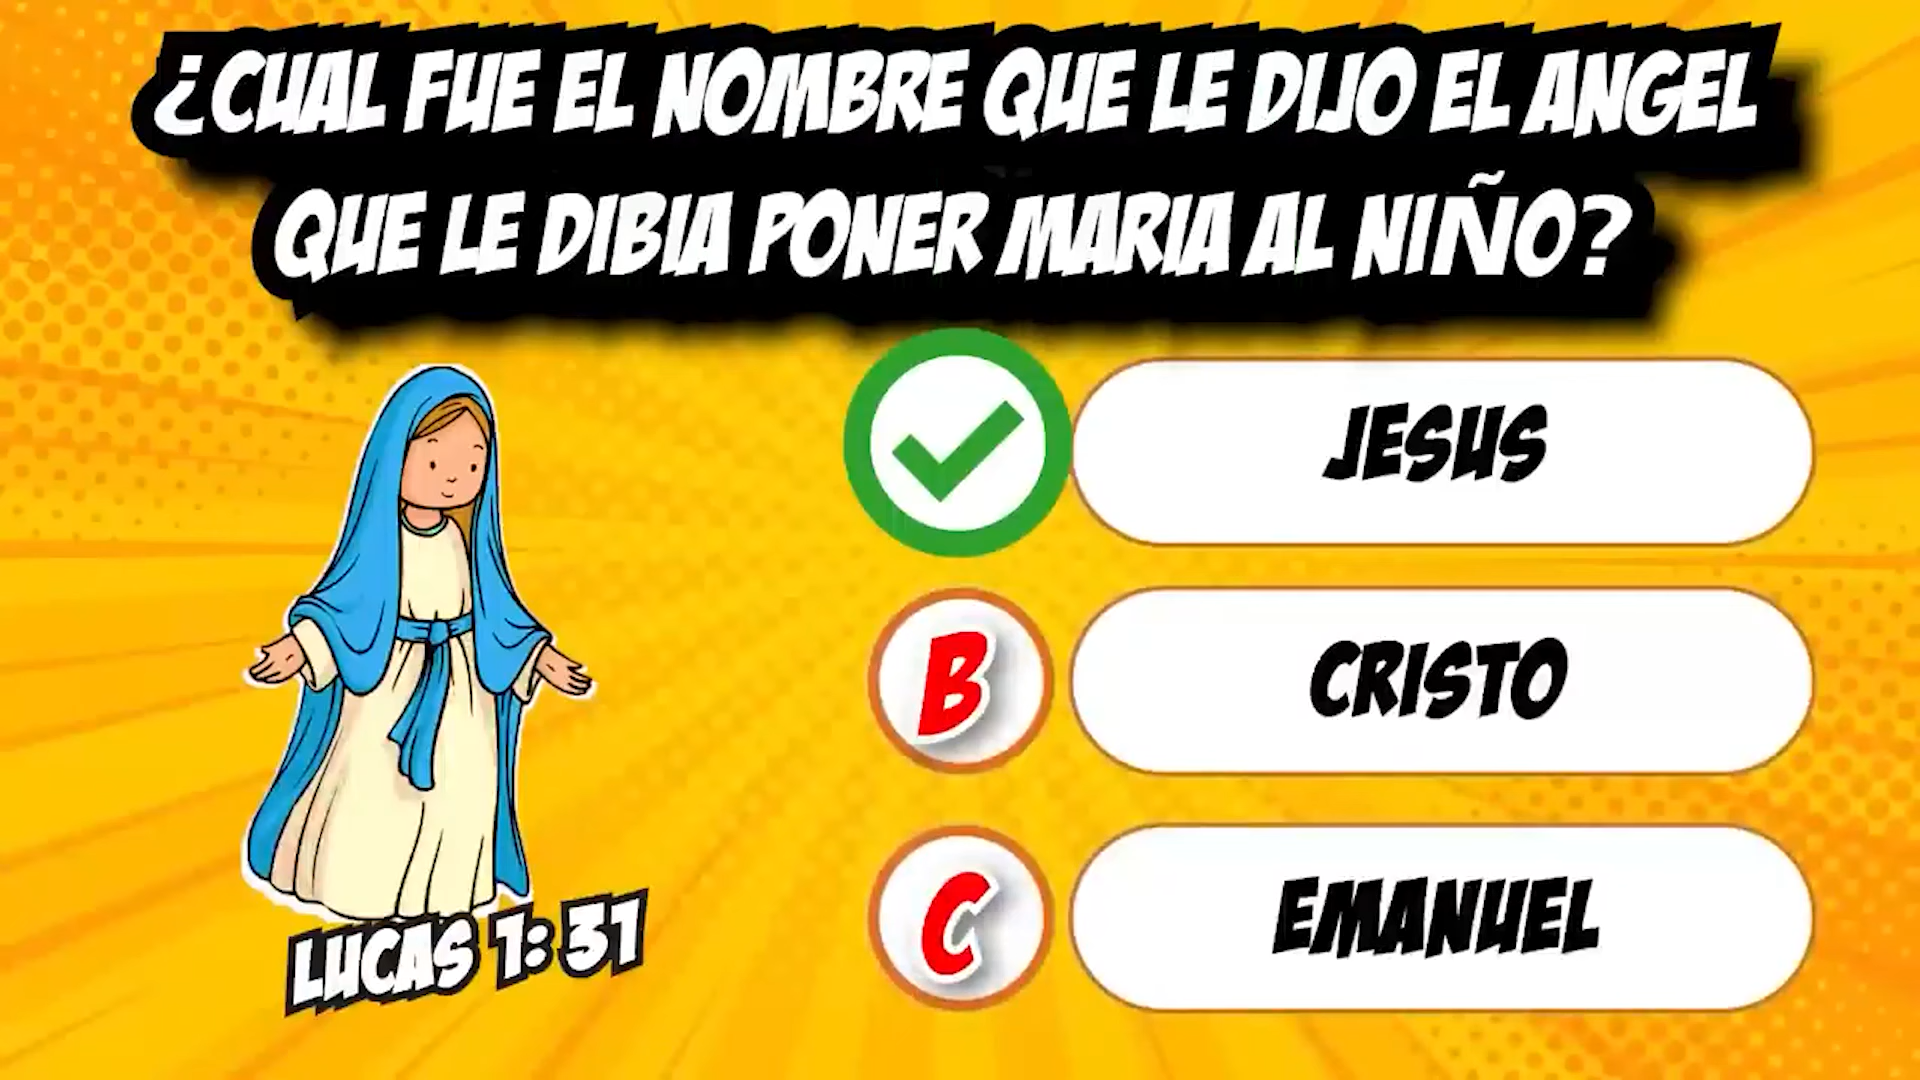 ¿CUAL FUE EL NOMBRE QUE LE DIJO EL ANGEL
QUE LE DIBIA PONER MARIA AL NIÑO?
JESUS
B CRISTO
C EMANUEL
LUCAS 1: 31